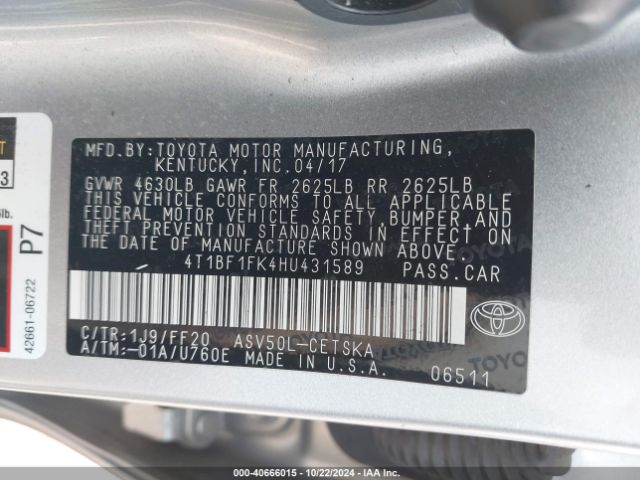 MFD.BY:TOYOTA MOTOR MANUFACTURING,
KENTUCKY,INC.04/17
GVWR 4630LB GAWR FR 2625LB RR 2625LB
THIS VEHICLE CONFORMS TO ALL APPLICABLE
FEDERAL MOTOR VEHICLE SAFETY,BUMPER,AND
THEFT PREVENTION STANDARDS IN EFFECT ON
THE DATE OF MANUFACTURE SHOWN ABOVE.
4T1BF1FK4HU431589 PASS.CAR
C/TR:1J9/FF20 ASV50L-CETSKA
A/TM:-01A/U760E MADE IN U.S.A. 06511
TOYOTA
3
lb.
P7
42661-06722
000-40666015 - 10/22/2024 - IAA Inc.